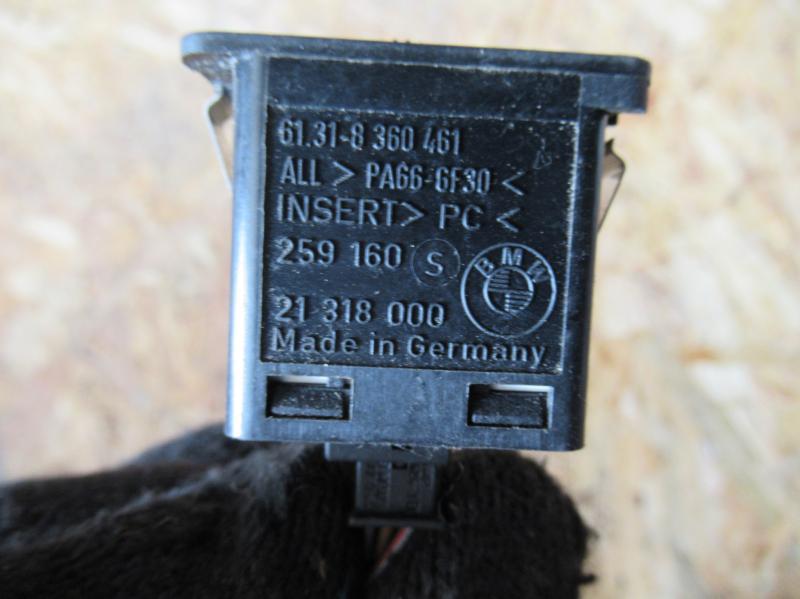 61.31-8 360 461
ALL > PA66-GF30 <
INSERT> PC <
259 160 S
BMW
21 318 000
Made in Germany